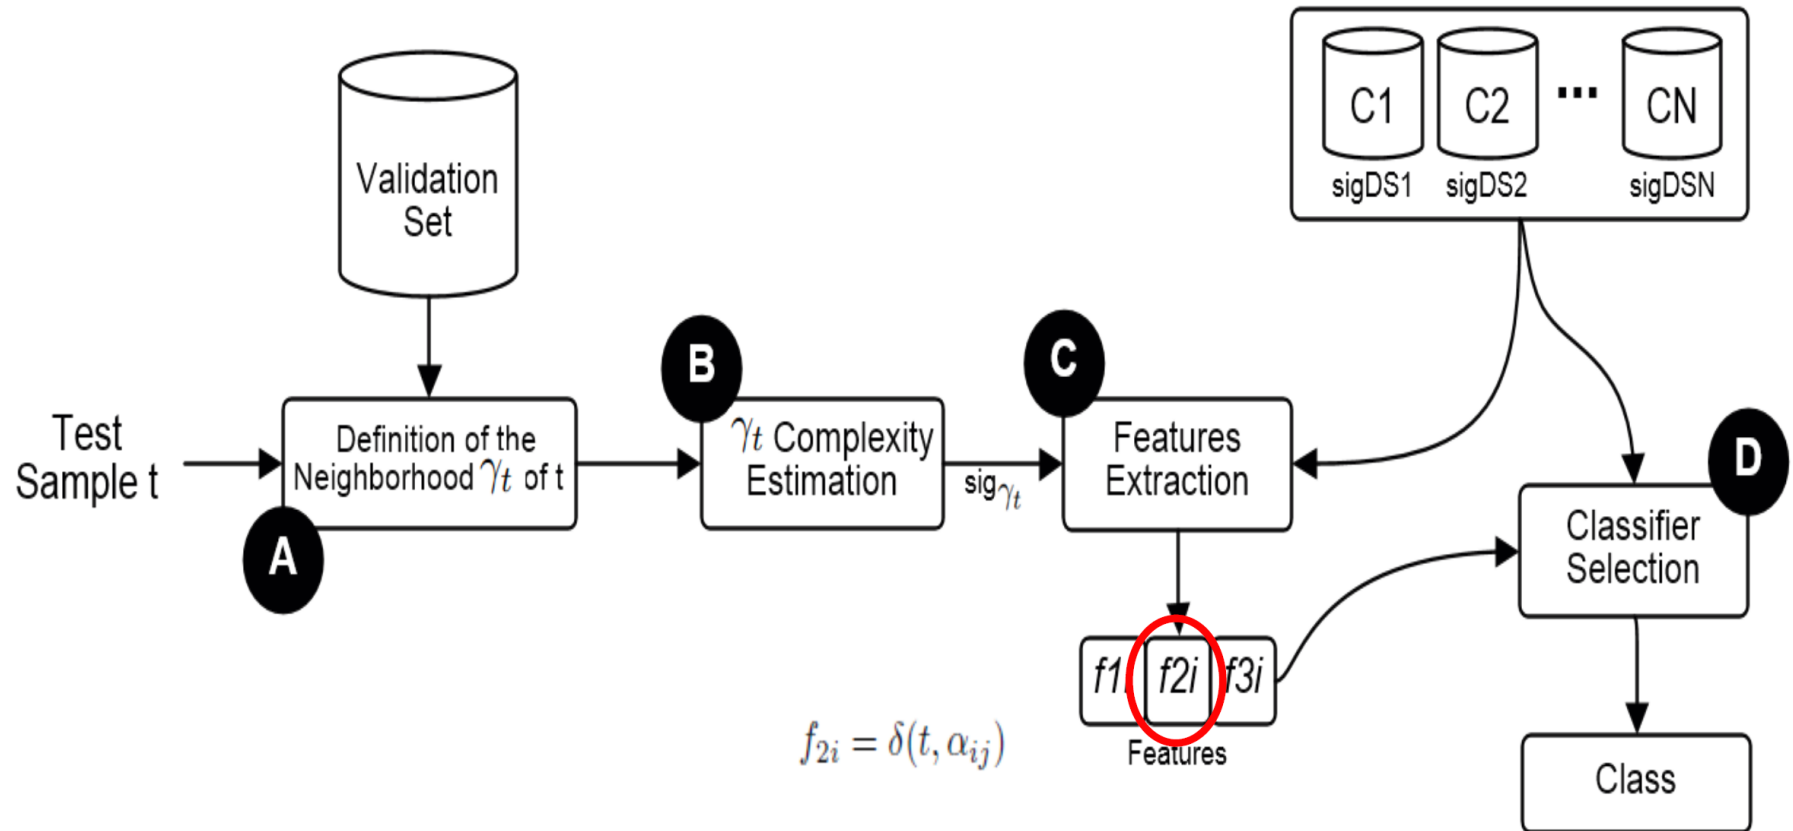 C1
C2
...
CN
sigDS1
sigDS2
sigDSN
Validation
Set
Test
Sample t
A
Definition of the
Neighborhood γt of t
B
γt Complexity
Estimation
sigγt
C
Features
Extraction
D
Classifier
Selection
f1
f2i
f3i
Features
f2i = δ(t, αij)
Class